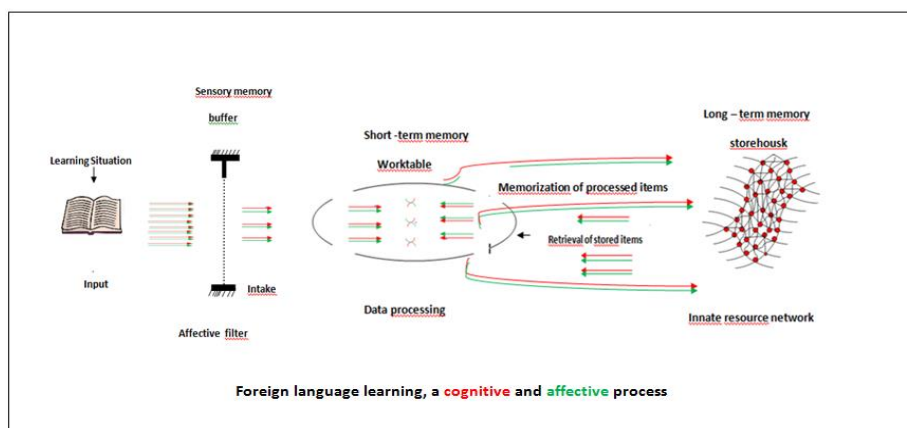 Sensory memory
buffer
Learning Situation
Input
Affective filter
Intake
Short -term memory
Worktable
Data processing
Memorization of processed items
Retrieval of stored items
Long – term memory
storehousk
Innate resource network
Foreign language learning, a cognitive and affective process